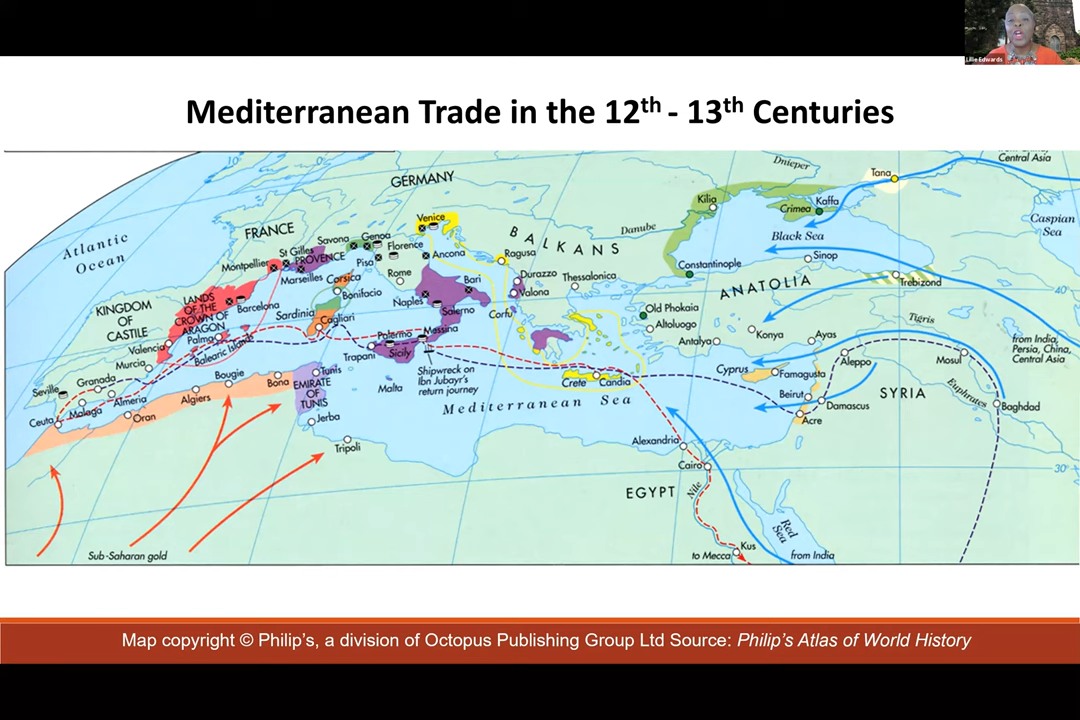 Lillie Edwards
Mediterranean Trade in the 12th - 13th Centuries
10°
0°
Dnieper
Central Asia
Tana
GERMANY
Kilia
Crimea
Kaffa
Caspian
Sea
Venice
Danube
Black Sea
Atlantic
Ocean
FRANCE
Savona
Genoa
BALKANS
St Gilles
PROVENCE
Florence
Ancona
Ragusa
Constantinople
Sinop
Montpellier
Pisa
Marseilles
Corsica
Rome
Durazzo
Thessalonica
ANATOLIA
Trebizond
40°
LANDS
OF THE
CROWN OF
ARAGON
Barcelona
Bonifacio
Bari
Valona
Naples
Salerno
Corfu
KINGDOM
OF
CASTILE
Sardinia
Cagliari
Old Phokaia
Altoluogo
Tigris
Palma
Balearic Islands
Messina
Palermo
Konya
Ayas
from India,
Persia, China,
Central Asia
Valencia
Antalya
Trapani
Sicily
Murcia
Aleppo
Mosul
Seville
Granada
Bougie
Bona
Tunis
EMIRATE
OF
TUNIS
Malta
Shipwreck on
Ibn Jubayr's
return journey
Crete
Candia
Cyprus
Famagusta
SYRIA
Euphrates
Malaga
Almeria
Algiers
Mediterranean Sea
Beirut
Damascus
Baghdad
Ceuta
Oran
Jerba
Acre
Tripoli
Alexandria
Cairo
30°
EGYPT
Nile
Red
Sea
Sub-Saharan gold
Kus
to Mecca
from India
Map copyright © Philip's, a division of Octopus Publishing Group Ltd Source: Philip's Atlas of World History